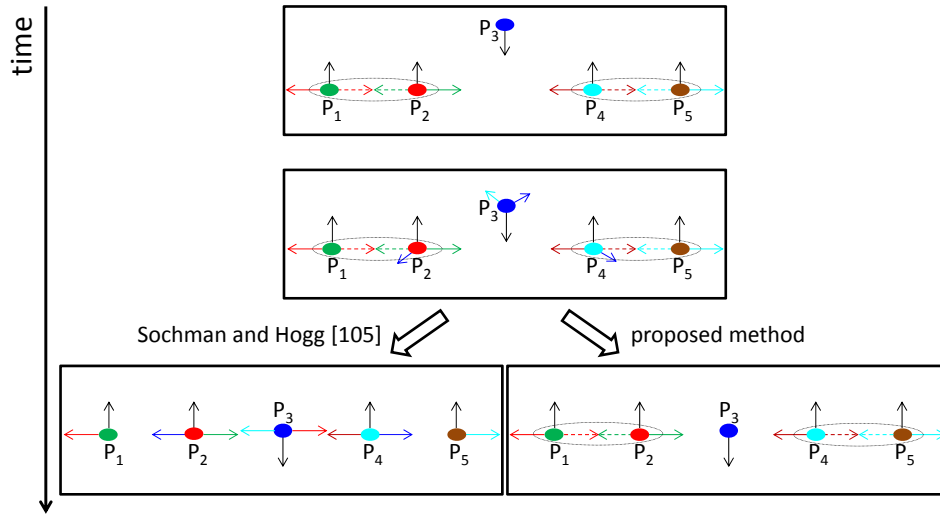 time
P3
P1 P2 P4 P5
P3
P1 P2 P4 P5
Sochman and Hogg [105] proposed method
P3 P3
P1 P2 P4 P5 P1 P2 P4 P5